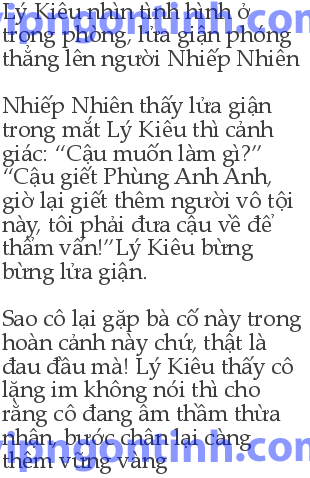 Lý Kiêu nhìn tình hình ở
trong phòng, lửa giận phóng
thẳng lên người Nhiếp Nhiên
Nhiếp Nhiên thấy lửa giận
trong mắt Lý Kiêu thì cảnh
giác: “Cậu muốn làm gì?”
“Cậu giết Phùng Anh Anh,
giờ lại giết thêm người vô tội
này, tôi phải đưa cậu về để
thẩm vấn!”Lý Kiêu bừng
bừng lửa giận.
Sao cô lại gặp bà cố này trong
hoàn cảnh này chứ, thật là
đau đầu mà! Lý Kiêu thấy cô
lặng im không nói thì cho
rằng cô đang âm thầm thừa
nhận, bước chân lại càng
thêm vững vàng
vipngontinh.com
vipngontinh.com